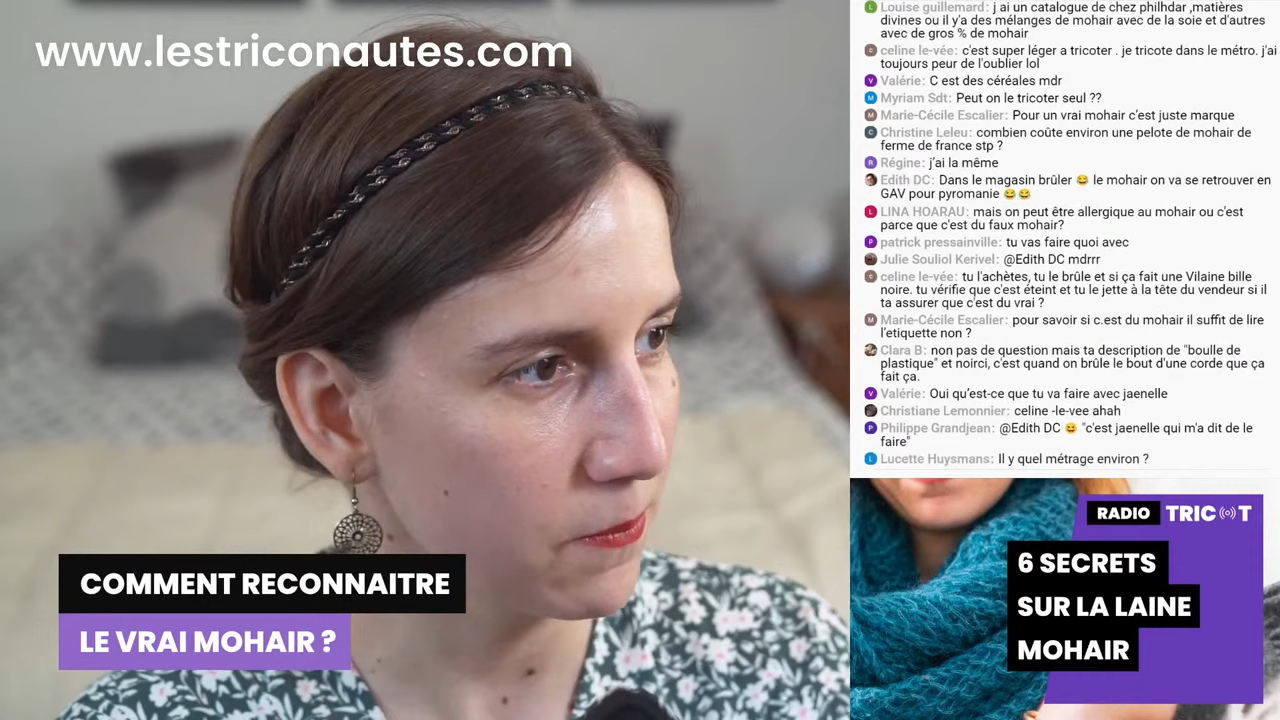 www.lestriconautes.com
COMMENT RECONNAITRE
LE VRAI MOHAIR ?
Louise guillemard: j ai un catalogue de chez philhdar ,matières
divines ou il y'a des mélanges de mohair avec de la soie et d'autres
avec de gros % de mohair
celine le-vée: c'est super léger a tricoter . je tricote dans le métro. j'ai
toujours peur de l'oublier lol
Valérie: C est des céréales mdr
Myriam Sdt: Peut on le tricoter seul ??
Marie-Cécile Escalier: Pour un vrai mohair c'est juste marque
Christine Leleu: combien coûte environ une pelote de mohair de
ferme de france stp ?
Régine: j'ai la même
Edith DC: Dans le magasin brûler 😂 le mohair on va se retrouver en
GAV pour pyromanie 😂😂
LINA HOARAU: mais on peut être allergique au mohair ou c'est
parce que c'est du faux mohair?
patrick pressainville: tu vas faire quoi avec
Julie Souliol Kerivel: @Edith DC mdrrr
celine le-vée: tu l'achètes, tu le brûle et si ça fait une Vilaine bille
noire. tu vérifie que c'est éteint et tu le jette à la tête du vendeur si il
ta assurer que c'est du vrai ?
Marie-Cécile Escalier: pour savoir si c.est du mohair il suffit de lire
l'etiquette non ?
Clara B: non pas de question mais ta description de "boulle de
plastique" et noirci, c'est quand on brûle le bout d'une corde que ça
fait ça.
Valérie: Oui qu'est-ce que tu va faire avec jaenelle
Christiane Lemonnier: celine -le-vee ahah
Philippe Grandjean: @Edith DC 😆 "c'est jaenelle qui m'a dit de le
faire"
Lucette Huysmans: Il y quel métrage environ ?
RADIO TRICOT
6 SECRETS
SUR LA LAINE
MOHAIR